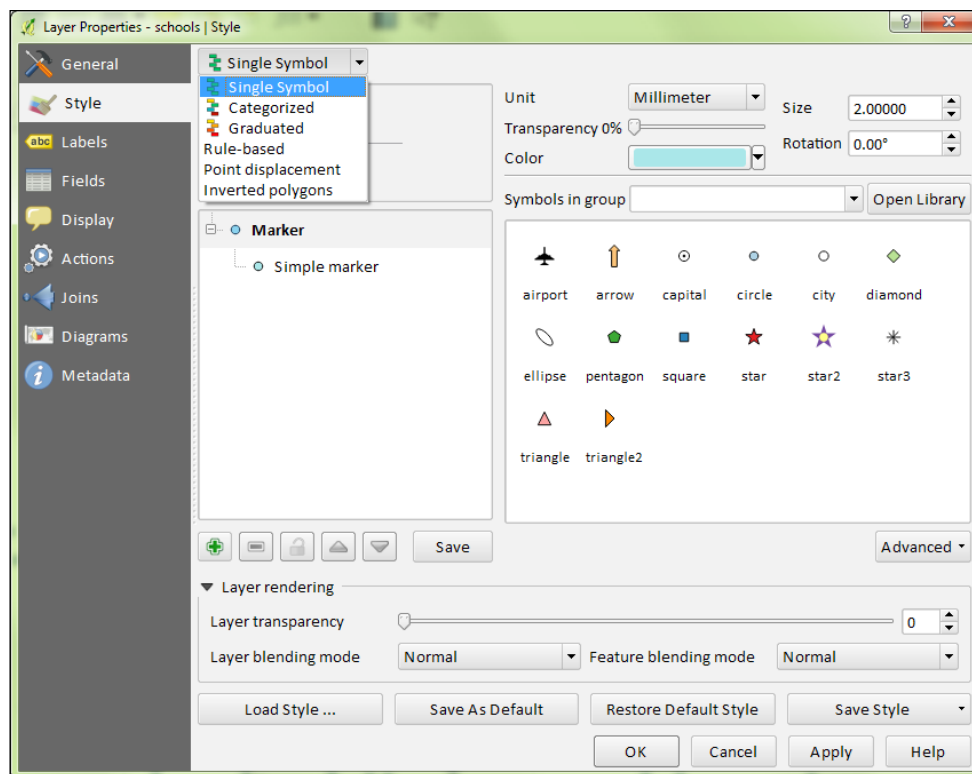 Layer Properties - schools | Style
General
Style
abc Labels
Fields
Display
Actions
Joins
Diagrams
Metadata
Single Symbol
Single Symbol
Categorized
Graduated
Rule-based
Point displacement
Inverted polygons
Marker
Simple marker
Save
Unit Millimeter
Transparency 0%
Color
Size 2.00000
Rotation 0.00°
Symbols in group Open Library
airport arrow capital circle city diamond
ellipse pentagon square star star2 star3
triangle triangle2
Advanced
Layer rendering
Layer transparency 0
Layer blending mode Normal Feature blending mode Normal
Load Style ... Save As Default Restore Default Style Save Style
OK Cancel Apply Help